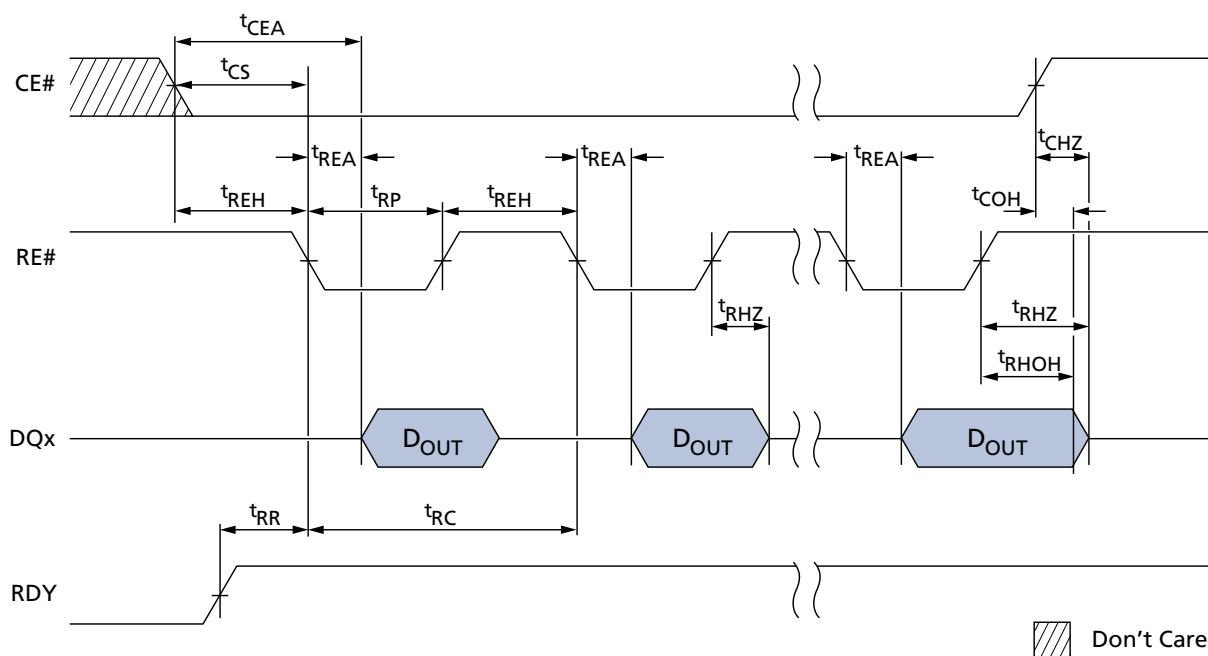 tCEA
CE#
tCS
tREA
tREA
tREA
tCHZ
tREH
tRP
tREH
tCOH
RE#
tRHZ
tRHZ
tRHOH
DQx
DOUT
DOUT
DOUT
tRR
tRC
RDY
Don't Care